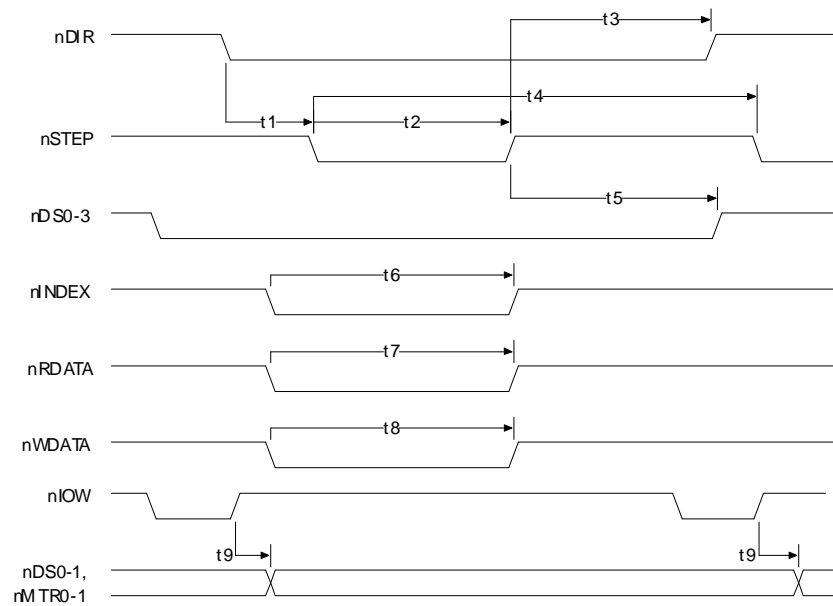 t3
nDIR
t4
t1 t2
nSTEP
t5
nDS0-3
t6
nINDEX
t7
nRDATA
t8
nWDATA
nIOW
t9 t9
nDS0-1,
nMTR0-1